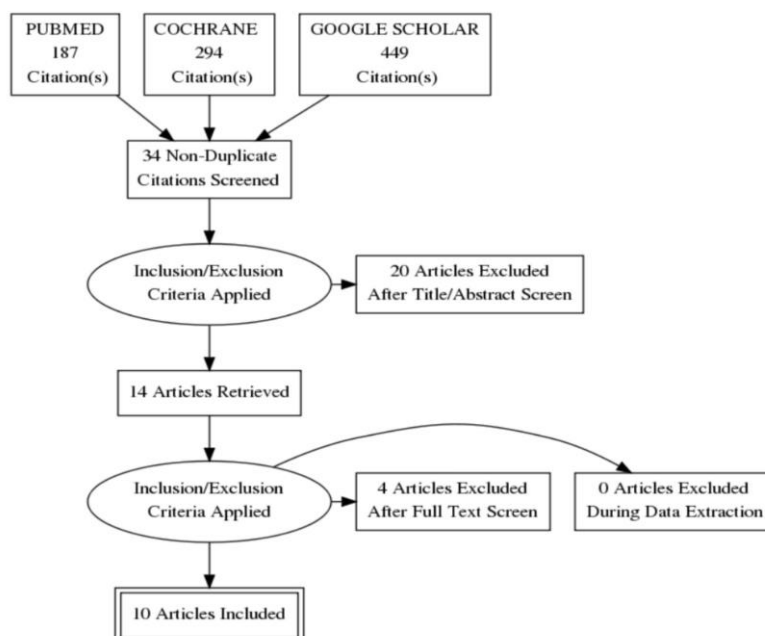 PUBMED
187
Citation(s)
COCHRANE
294
Citation(s)
GOOGLE SCHOLAR
449
Citation(s)
34 Non-Duplicate
Citations Screened
Inclusion/Exclusion
Criteria Applied
20 Articles Excluded
After Title/Abstract Screen
14 Articles Retrieved
Inclusion/Exclusion
Criteria Applied
4 Articles Excluded
After Full Text Screen
0 Articles Excluded
During Data Extraction
10 Articles Included